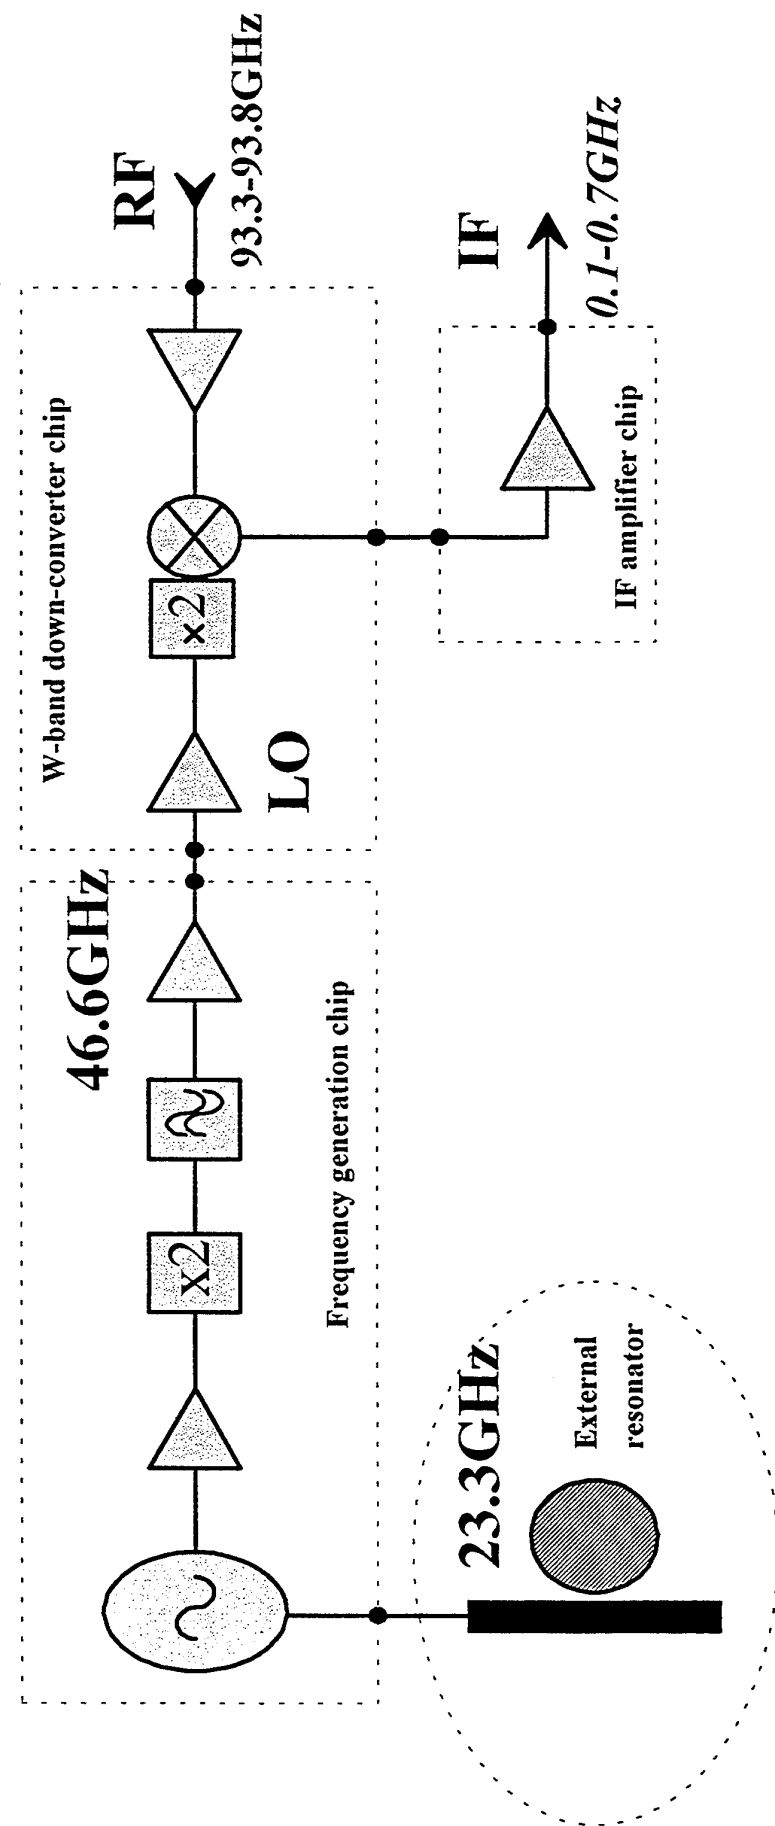 W-band down-converter chip
RF
93.3-93.8GHz
46.6GHz
x2
×2
LO
Frequency generation chip
IF
0.1-0.7GHz
IF amplifier chip
23.3GHz
External
resonator